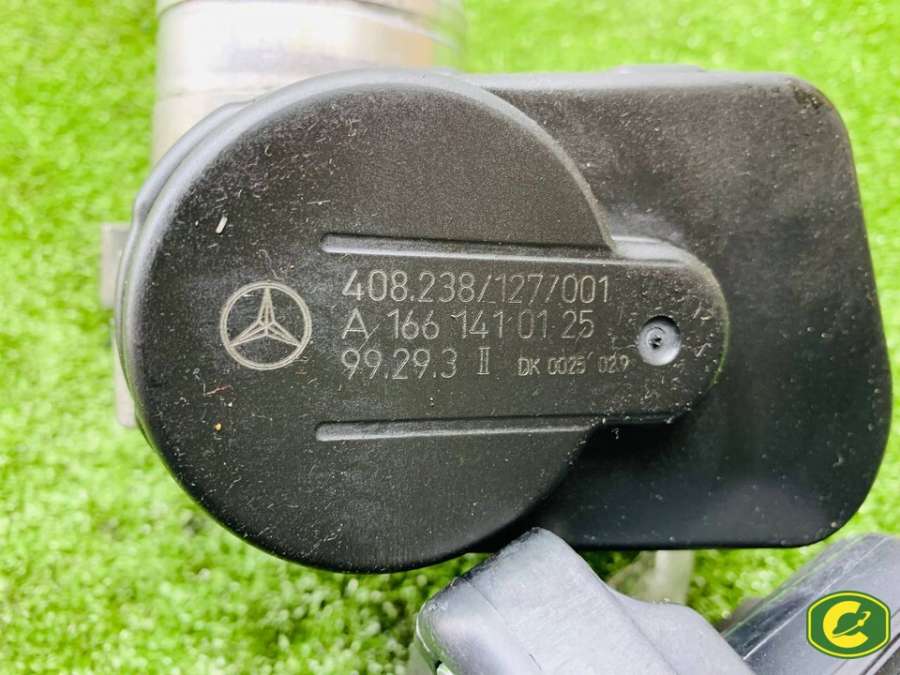 408.238/127/001
A 166 141 01 25
99.29.3 II DK 0025 029
C